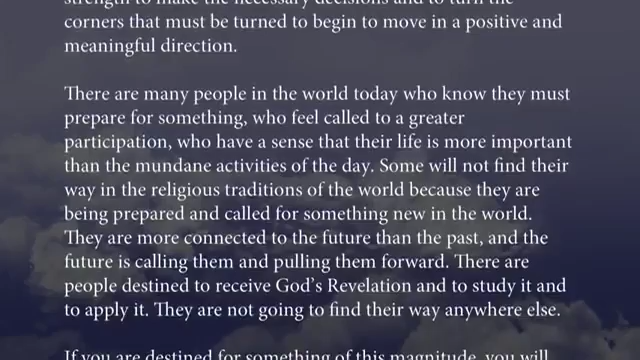 strength to make the necessary decisions and to turn the
corners that must be turned to begin to move in a positive and
meaningful direction.
There are many people in the world today who know they must
prepare for something, who feel called to a greater
participation, who have a sense that their life is more important
than the mundane activities of the day. Some will not find their
way in the religious traditions of the world because they are
being prepared and called for something new in the world.
They are more connected to the future than the past, and the
future is calling them and pulling them forward. There are
people destined to receive God's Revelation and to study it and
to apply it. They are not going to find their way anywhere else.
If you are destined for something of this magnitude, you will